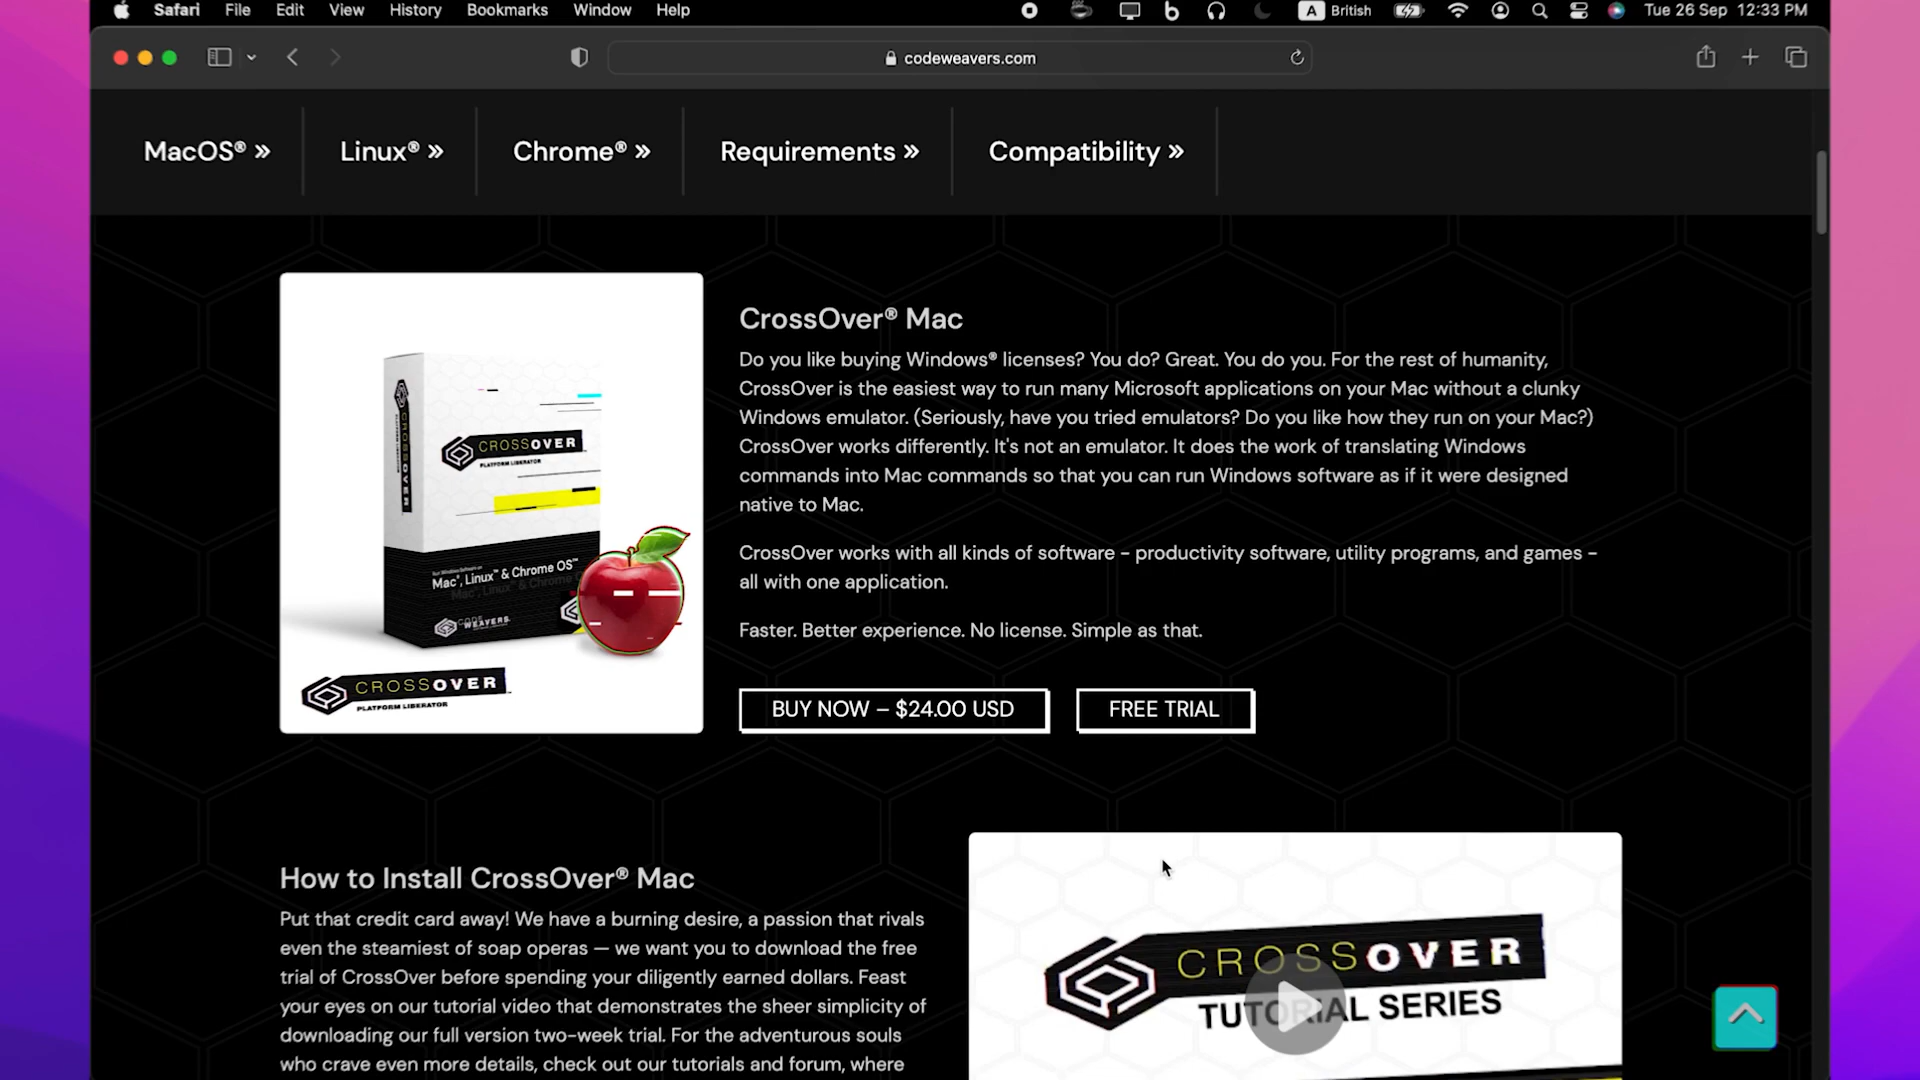 Safari File Edit View History Bookmarks Window Help A British Tue 26 Sep 12:33 PM
codeweavers.com
MacOS® » Linux® » Chrome® » Requirements » Compatibility »
CROSSOVER
CROSSOVER
PLATFORM LIBERATOR
Mac, Linux™ & Chrome OS™
CODE WEAVERS
CROSSOVER
PLATFORM LIBERATOR
CrossOver® Mac
Do you like buying Windows® licenses? You do? Great. You do you. For the rest of humanity,
CrossOver is the easiest way to run many Microsoft applications on your Mac without a clunky
Windows emulator. (Seriously, have you tried emulators? Do you like how they run on your Mac?)
CrossOver works differently. It's not an emulator. It does the work of translating Windows
commands into Mac commands so that you can run Windows software as if it were designed
native to Mac.
CrossOver works with all kinds of software - productivity software, utility programs, and games -
all with one application.
Faster. Better experience. No license. Simple as that.
BUY NOW – $24.00 USD FREE TRIAL
How to Install CrossOver® Mac
Put that credit card away! We have a burning desire, a passion that rivals
even the steamiest of soap operas — we want you to download the free
trial of CrossOver before spending your diligently earned dollars. Feast
your eyes on our tutorial video that demonstrates the sheer simplicity of
downloading our full version two-week trial. For the adventurous souls
who crave even more details, check out our tutorials and forum, where
CROSSOVER
TUTORIAL SERIES